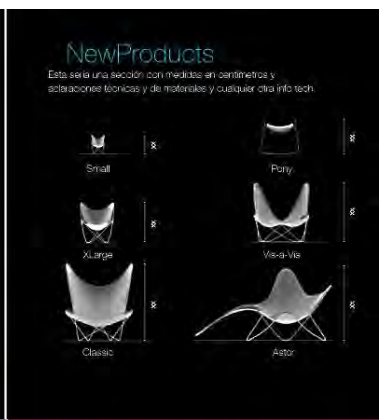 NewProducts
Esta sería una sección con medidas en centímetros y
aclaraciones técnicas y de materiales y cualquier otra info tech.
Small
Pony
XLarge
Vis-a-Vis
Classic
Astor